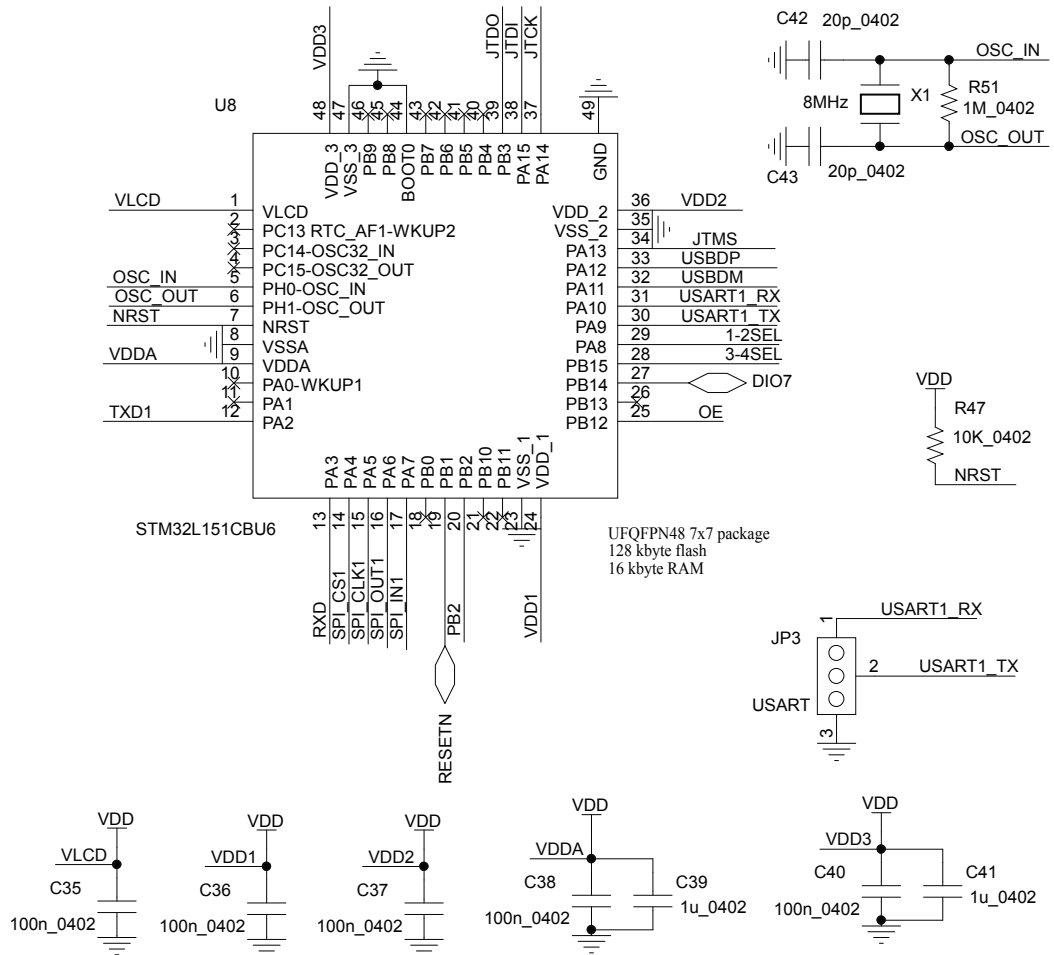 C42 20p_0402
OSC_IN
8MHz X1 R51
1M_0402
OSC_OUT
C43 20p_0402
VDD3 JTDO JTDI JTCK
U8
48 47 46 45 44 43 42 41 40 39 38 37 49
VDD_3 VSS_3 PB9 PB8 BOOT0 PB7 PB6 PB5 PB4 PB3 PA15 PA14 GND
VLCD 1 VLCD
2 PC13 RTC_AF1-WKUP2
3 PC14-OSC32_IN
4 PC15-OSC32_OUT
OSC_IN 5 PH0-OSC_IN
OSC_OUT 6 PH1-OSC_OUT
NRST 7 NRST
8 VSSA
VDDA 9 VDDA
10 PA0-WKUP1
11 PA1
TXD1 12 PA2
VDD_2 36 VDD2
VSS_2 35
PA13 34 JTMS
PA12 33 USBDP
PA11 32 USBDM
PA10 31 USART1_RX
PA9 30 USART1_TX
PA8 29 1-2SEL
PB15 28 3-4SEL
PB14 27 DIO7
PB13 26
PB12 25 OE
PA3 PA4 PA5 PA6 PA7 PB0 PB1 PB2 PB10 PB11 VSS_1 VDD_1
13 14 15 16 17 18 19 20 21 22 23 24
STM32L151CBU6
RXD SPI_CS1 SPI_CLK1 SPI_OUT1 SPI_IN1 PB2 VDD1
RESETN
UFQFPN48 7x7 package
128 kbyte flash
16 kbyte RAM
VDD
R47
10K_0402
NRST
JP3 1 USART1_RX
2 USART1_TX
USART
3
VDD
VLCD
C35
100n_0402
VDD
VDD1
C36
100n_0402
VDD
VDD2
C37
100n_0402
VDD
VDDA
C38 C39
100n_0402 1u_0402
VDD
VDD3
C40 C41
100n_0402 1u_0402